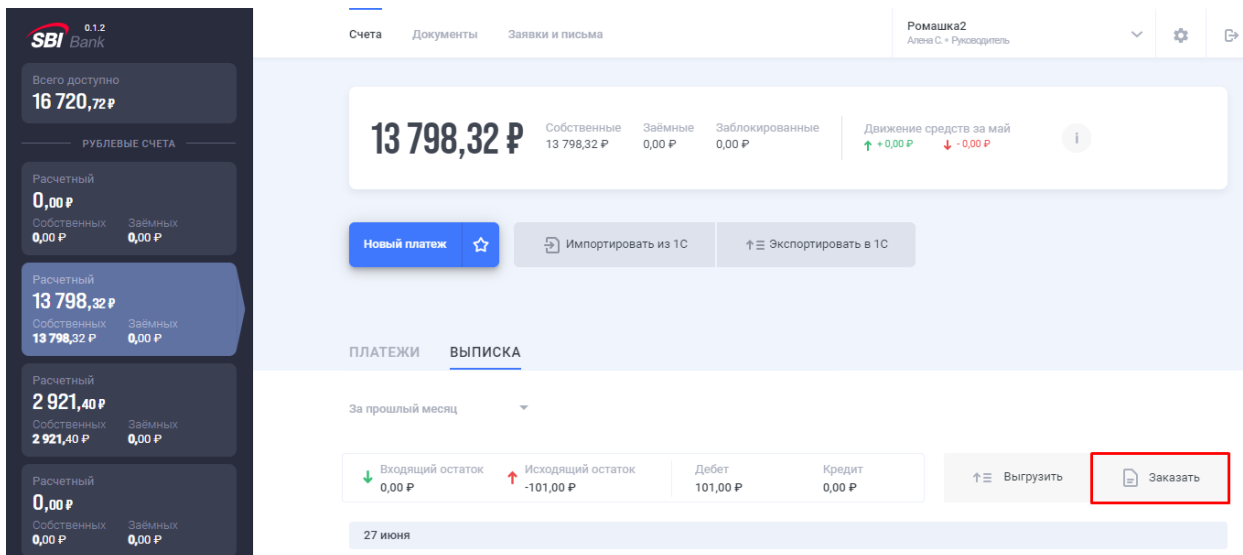 SBI Bank 0.1.2
Всего доступно
16 720,72 ₽
РУБЛЕВЫЕ СЧЕТА
Расчетный
0,00 ₽
Собственных Заёмных
0,00 ₽ 0,00 ₽
Расчетный
13 798,32 ₽
Собственных Заёмных
13 798,32 ₽ 0,00 ₽
Расчетный
2 921,40 ₽
Собственных Заёмных
2 921,40 ₽ 0,00 ₽
Расчетный
0,00 ₽
Собственных Заёмных
0,00 ₽ 0,00 ₽
Счета Документы Заявки и письма
Ромашка2
Алена С. • Руководитель
13 798,32 ₽
Собственные Заёмные Заблокированные
13 798,32 ₽ 0,00 ₽ 0,00 ₽
Движение средств за май
+ 0,00 ₽ - 0,00 ₽
i
Новый платеж Импортировать из 1С Экспортировать в 1С
ПЛАТЕЖИ ВЫПИСКА
За прошлый месяц
Входящий остаток Исходящий остаток Дебет Кредит
0,00 ₽ -101,00 ₽ 101,00 ₽ 0,00 ₽
Выгрузить Заказать
27 июня